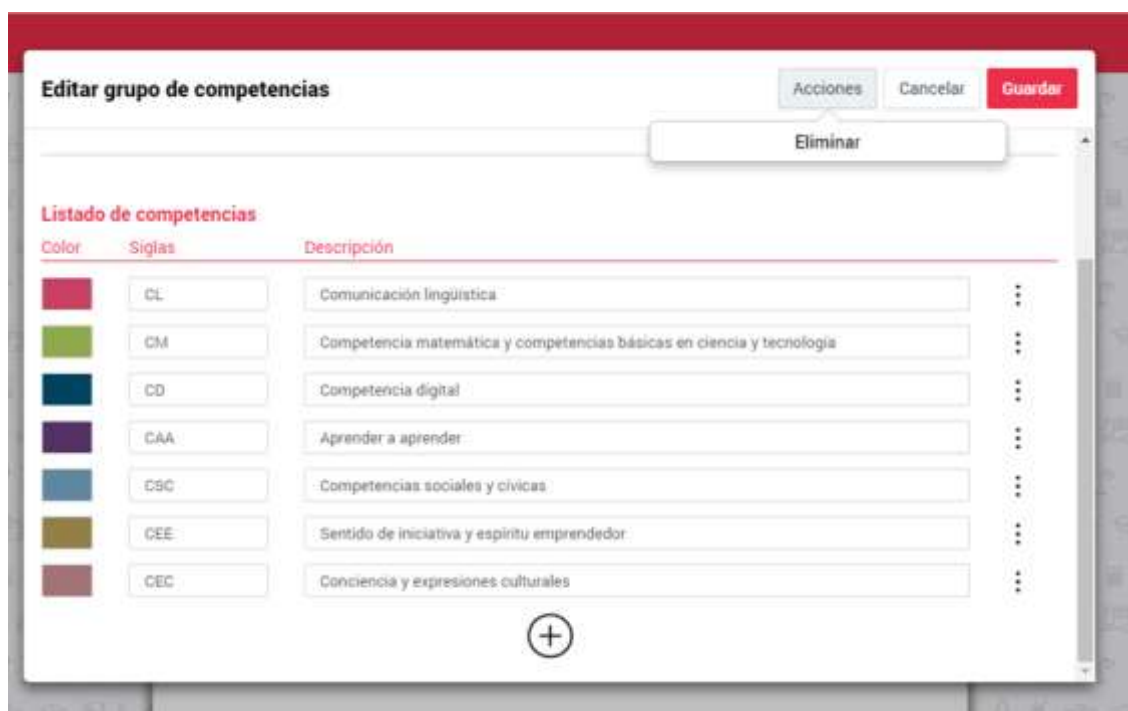 Editar grupo de competencias Acciones Cancelar Guardar
Eliminar
Listado de competencias
Color Siglas Descripción
CL Comunicación lingüística
CM Competencia matemática y competencias básicas en ciencia y tecnología
CD Competencia digital
CAA Aprender a aprender
CSC Competencias sociales y cívicas
CEE Sentido de iniciativa y espíritu emprendedor
CEC Conciencia y expresiones culturales